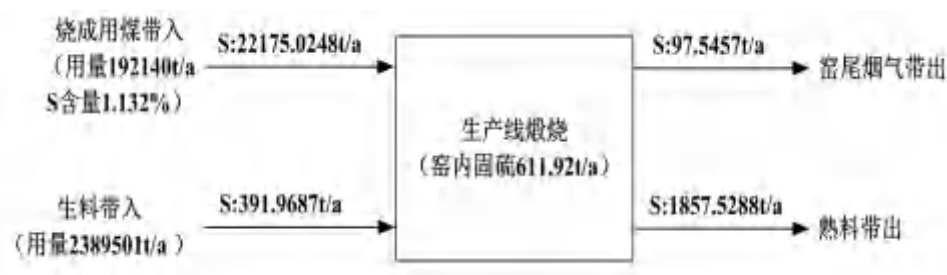 烧成用煤带入
（用量192140t/a
S含量1.132%）
S:22175.0248t/a
S:97.5457t/a
窑尾烟气带出
生产线煅烧
（窑内固硫611.92t/a）
生料带入
（用量2389501t/a ）
S:391.9687t/a
S:1857.5288t/a
熟料带出